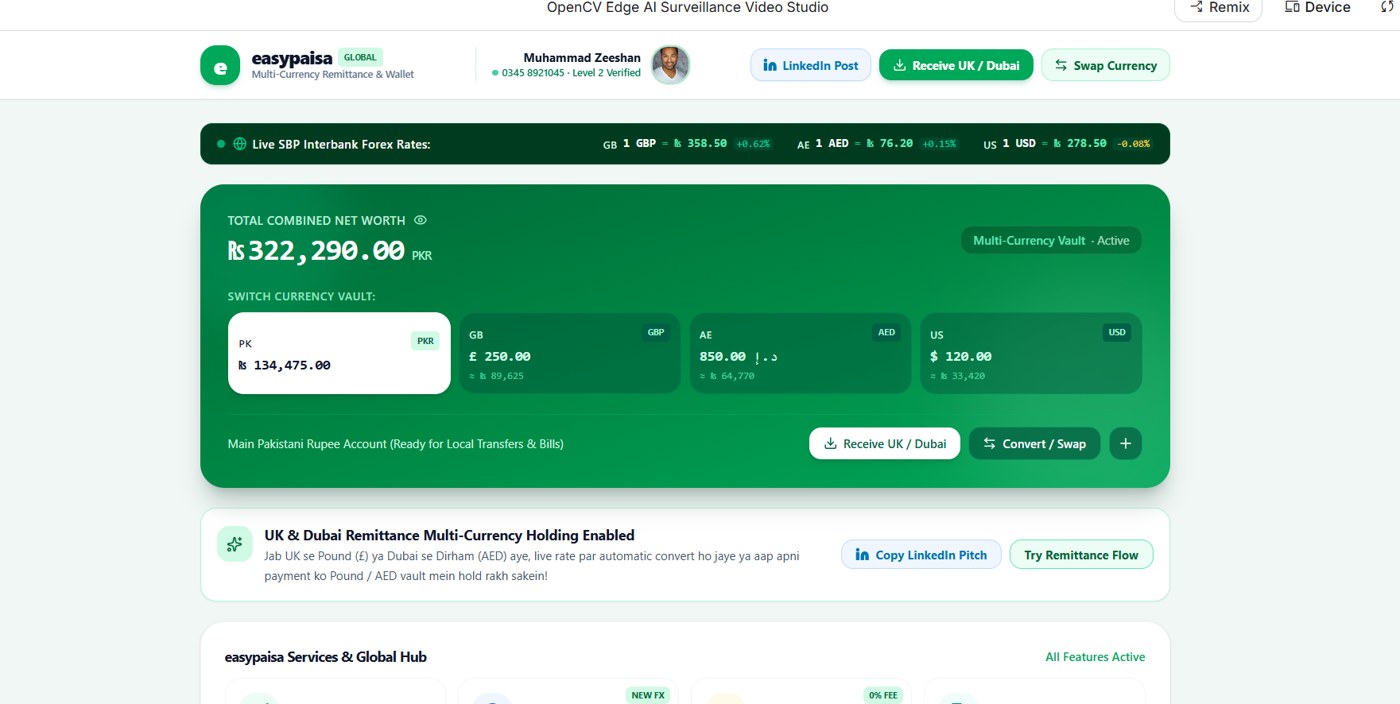 OpenCV Edge AI Surveillance Video Studio
Remix
Device
e
easypaisa GLOBAL
Multi-Currency Remittance & Wallet
Muhammad Zeeshan
0345 8921045 · Level 2 Verified
in LinkedIn Post
Receive UK / Dubai
Swap Currency
Live SBP Interbank Forex Rates:
GB 1 GBP = ₨ 358.50 +0.62%
AE 1 AED = ₨ 76.20 +0.15%
US 1 USD = ₨ 278.50 -0.08%
TOTAL COMBINED NET WORTH
₨322,290.00 PKR
Multi-Currency Vault · Active
SWITCH CURRENCY VAULT:
PK PKR
₨ 134,475.00
GB GBP
£ 250.00
≈ ₨ 89,625
AE AED
850.00 د.إ
≈ ₨ 64,770
US USD
$ 120.00
≈ ₨ 33,420
Main Pakistani Rupee Account (Ready for Local Transfers & Bills)
Receive UK / Dubai
Convert / Swap
+
UK & Dubai Remittance Multi-Currency Holding Enabled
Jab UK se Pound (£) ya Dubai se Dirham (AED) aye, live rate par automatic convert ho jaye ya aap apni
payment ko Pound / AED vault mein hold rakh sakein!
in Copy LinkedIn Pitch
Try Remittance Flow
easypaisa Services & Global Hub
All Features Active
NEW FX
0% FEE